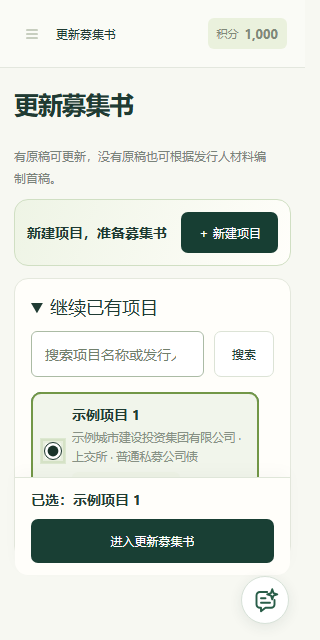 更新募集书
积分 1,000
更新募集书
有原稿可更新，没有原稿也可根据发行人材料编
制首稿。
新建项目，准备募集书
+ 新建项目
▼ 继续已有项目
搜索项目名称或发行
搜索
示例项目 1
示例城市建设投资集团有限公司 ·
上交所 · 普通私募公司债
已选：示例项目 1
进入更新募集书